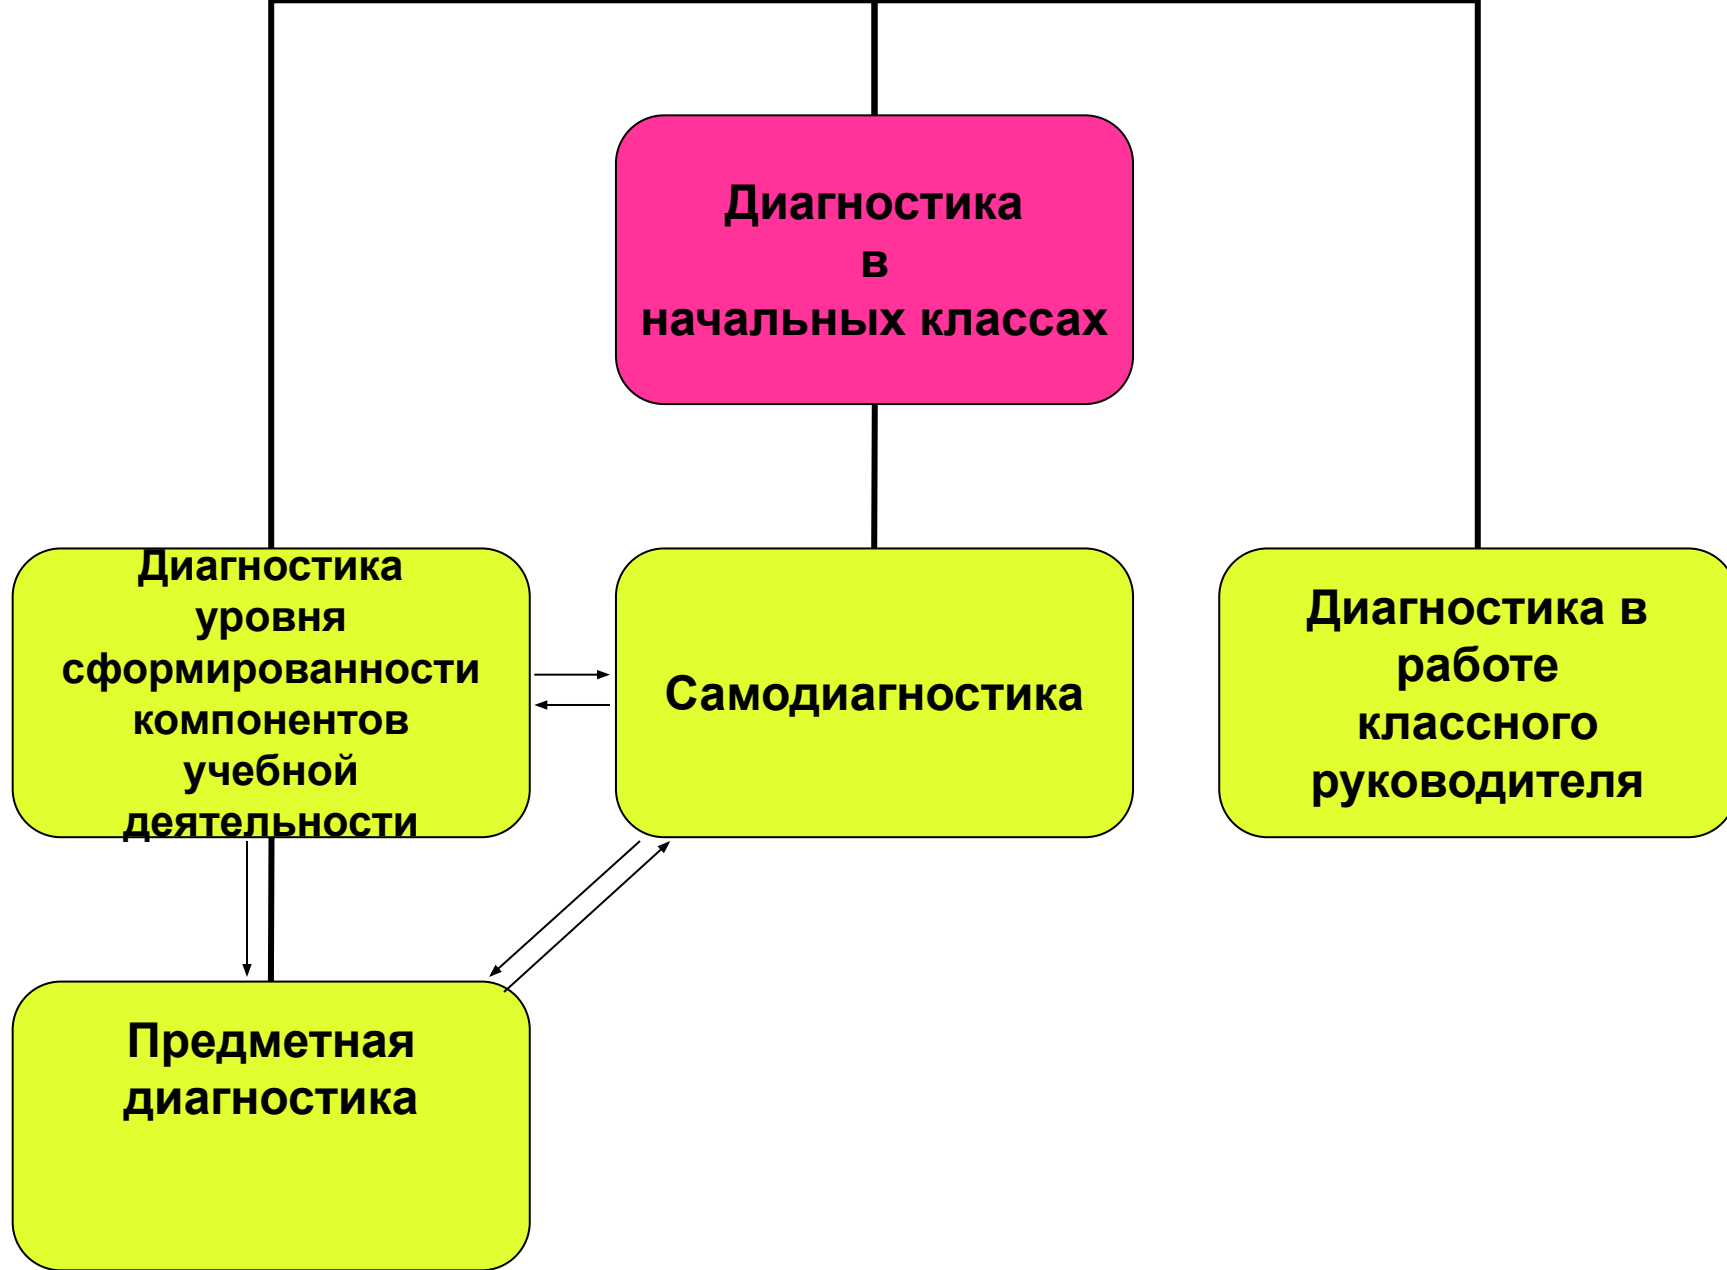 Диагностика
в
начальных классах
Диагностика
уровня
сформированности
компонентов
учебной
деятельности
Самодиагностика
Диагностика в
работе
классного
руководителя
Предметная
диагностика